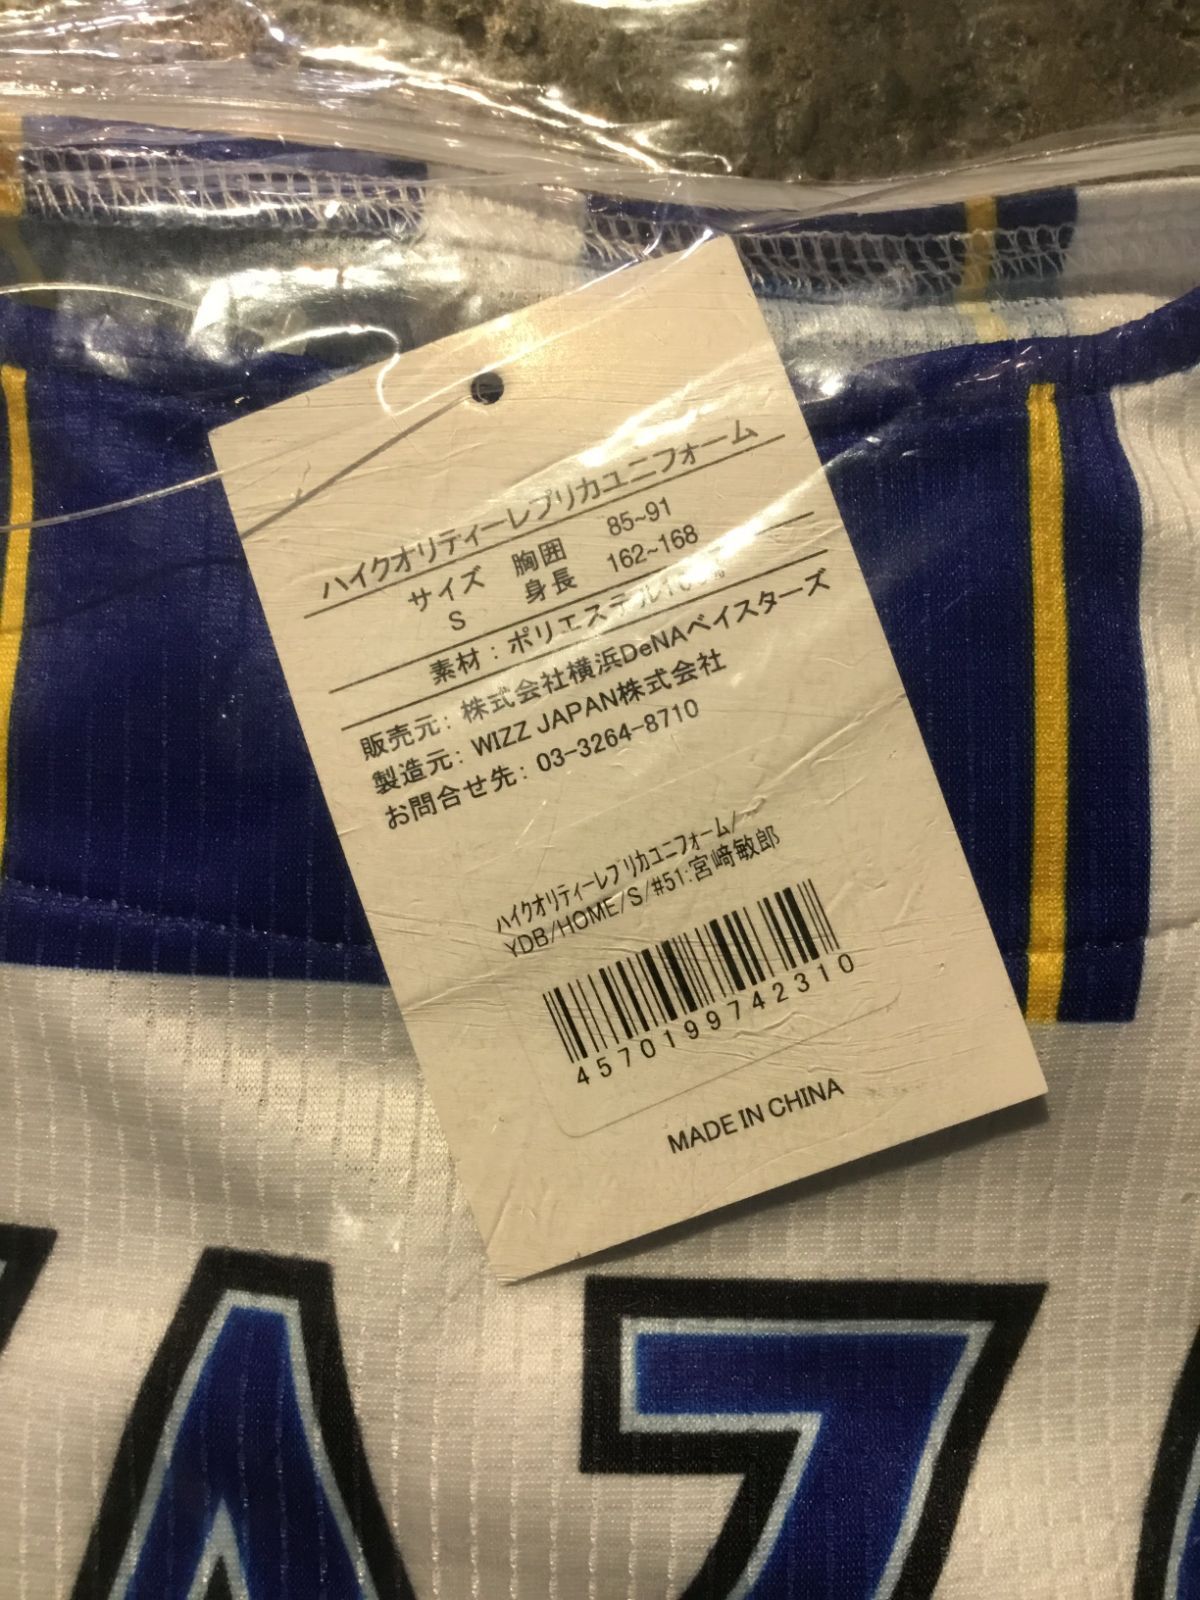 ハイクオリティーレプリカユニフォーム
サイズ 胸囲 85~91
S 身長 162~168
素材：ポリエステル100%
販売元：株式会社横浜DeNAベイスターズ
製造元：WIZZ JAPAN株式会社
お問合せ先：03-3264-8710
ハイクオリティーレプリカユニフォーム/
YDB/HOME/S/#51:宮﨑敏郎
4570199742310
MADE IN CHINA
AZ